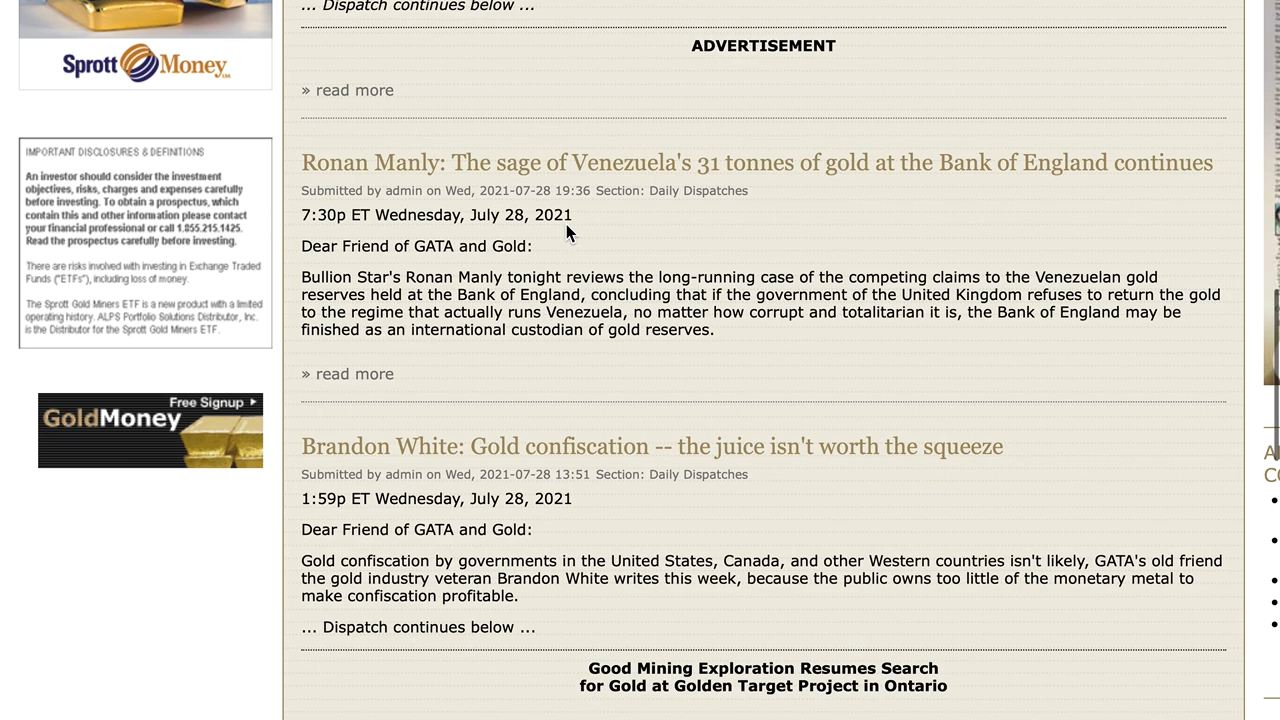 ... Dispatch continues below ...
ADVERTISEMENT
Sprott Money
» read more
IMPORTANT DISCLOSURES & DEFINITIONS
An investor should consider the investment
objectives, risks, charges and expenses carefully
before investing. To obtain a prospectus, which
contain this and other information please contact
your financial professional or call 1.855.215.1425.
Read the prospectus carefully before investing.
There are risks involved with investing in Exchange Traded
Funds ("ETFs"), including loss of money.
The Sprott Gold Miners ETF is a new product with a limited
operating history. ALPS Portfolio Solutions Distributor, Inc.
is the Distributor for the Sprott Gold Miners ETF.
Free Signup
GoldMoney
Ronan Manly: The sage of Venezuela's 31 tonnes of gold at the Bank of England continues
Submitted by admin on Wed, 2021-07-28 19:36 Section: Daily Dispatches
7:30p ET Wednesday, July 28, 2021
Dear Friend of GATA and Gold:
Bullion Star's Ronan Manly tonight reviews the long-running case of the competing claims to the Venezuelan gold
reserves held at the Bank of England, concluding that if the government of the United Kingdom refuses to return the gold
to the regime that actually runs Venezuela, no matter how corrupt and totalitarian it is, the Bank of England may be
finished as an international custodian of gold reserves.
» read more
Brandon White: Gold confiscation -- the juice isn't worth the squeeze
Submitted by admin on Wed, 2021-07-28 13:51 Section: Daily Dispatches
1:59p ET Wednesday, July 28, 2021
Dear Friend of GATA and Gold:
Gold confiscation by governments in the United States, Canada, and other Western countries isn't likely, GATA's old friend
the gold industry veteran Brandon White writes this week, because the public owns too little of the monetary metal to
make confiscation profitable.
... Dispatch continues below ...
Good Mining Exploration Resumes Search
for Gold at Golden Target Project in Ontario